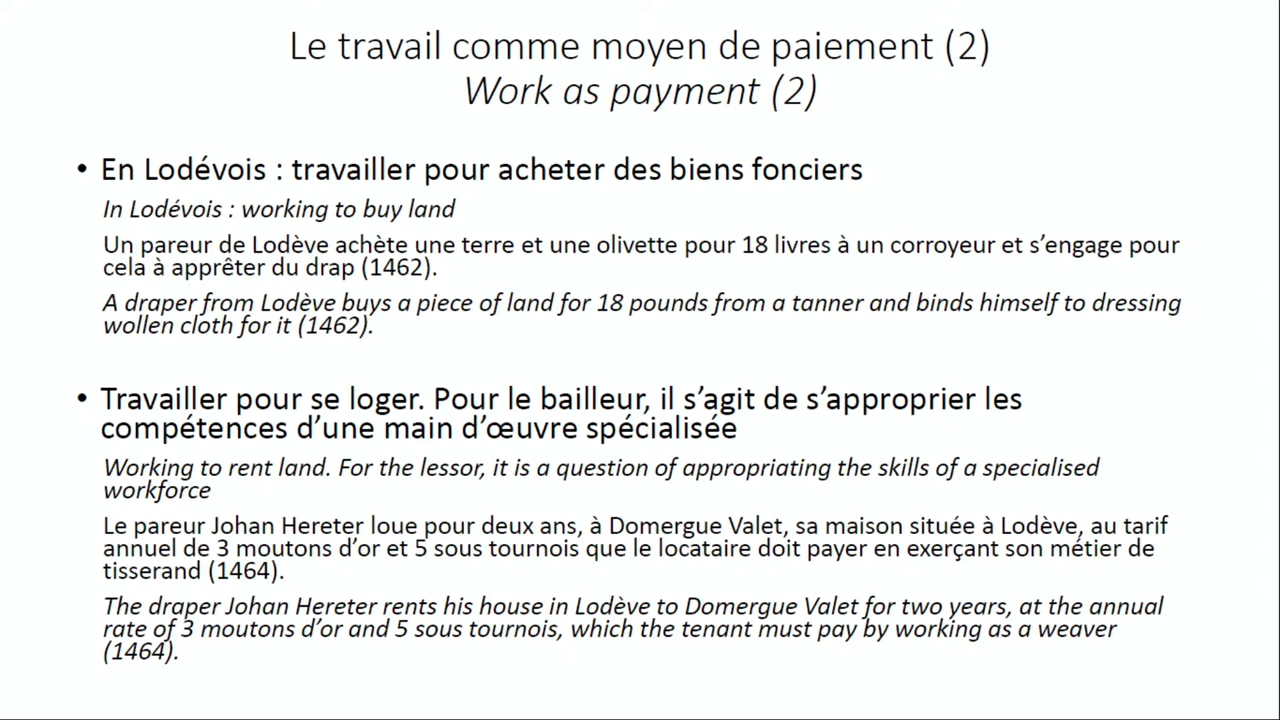 Le travail comme moyen de paiement (2)
Work as payment (2)
• En Lodévois : travailler pour acheter des biens fonciers
In Lodévois : working to buy land
Un pareur de Lodève achète une terre et une olivette pour 18 livres à un corroyeur et s’engage pour
cela à apprêter du drap (1462).
A draper from Lodève buys a piece of land for 18 pounds from a tanner and binds himself to dressing
wollen cloth for it (1462).
• Travailler pour se loger. Pour le bailleur, il s’agit de s’approprier les
compétences d’une main d’œuvre spécialisée
Working to rent land. For the lessor, it is a question of appropriating the skills of a specialised
workforce
Le pareur Johan Hereter loue pour deux ans, à Domergue Valet, sa maison située à Lodève, au tarif
annuel de 3 moutons d’or et 5 sous tournois que le locataire doit payer en exerçant son métier de
tisserand (1464).
The draper Johan Hereter rents his house in Lodève to Domergue Valet for two years, at the annual
rate of 3 moutons d’or and 5 sous tournois, which the tenant must pay by working as a weaver
(1464).